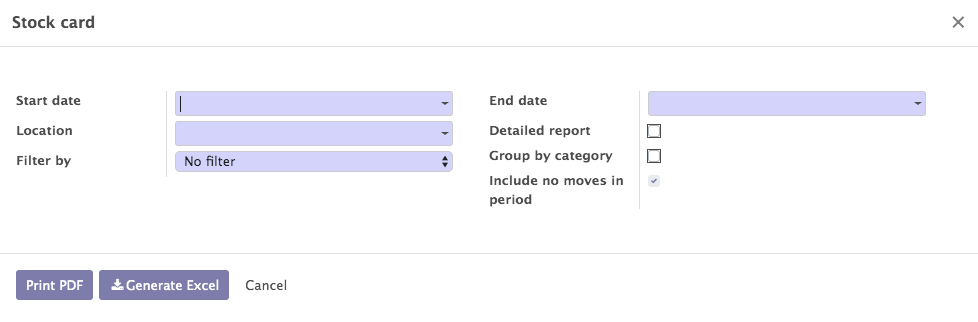 Stock card
Start date
End date
Location
Detailed report
Filter by
No filter
Group by category
Include no moves in
period
Print PDF
Generate Excel
Cancel